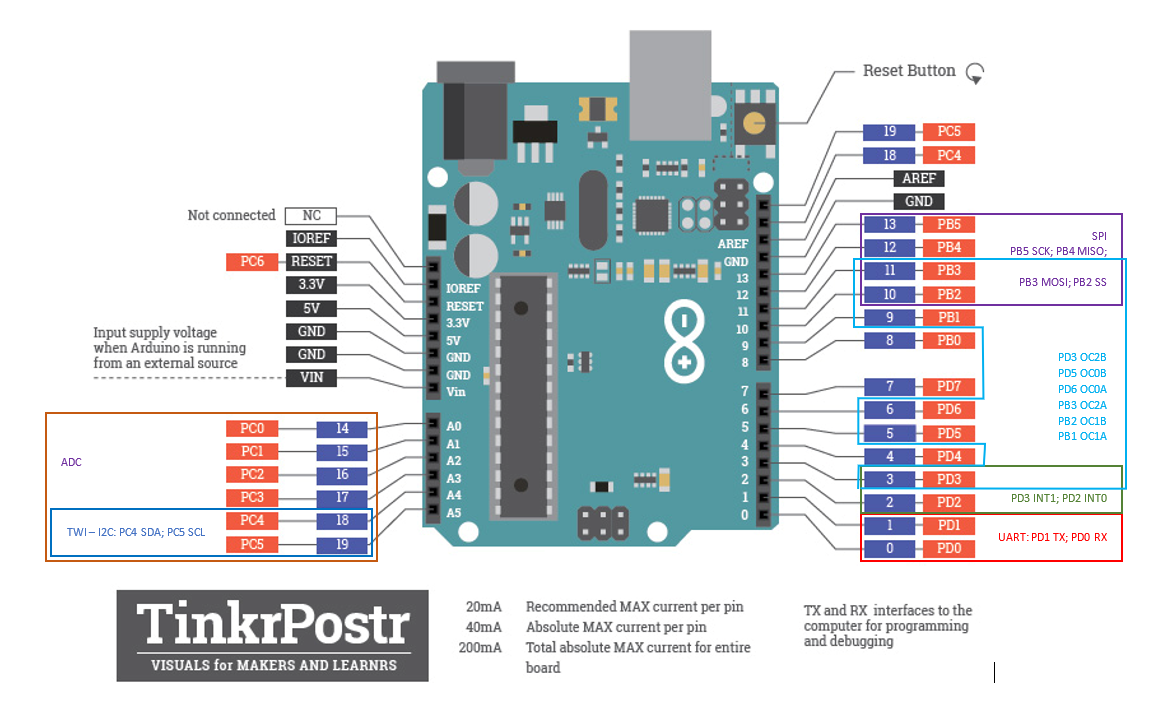 Reset Button
19 PC5
18 PC4
AREF
GND
13 PB5
12 PB4
11 PB3
10 PB2
9 PB1
8 PB0
7 PD7
6 PD6
5 PD5
4 PD4
3 PD3
2 PD2
1 PD1
0 PD0
SPI
PB5 SCK; PB4 MISO;
PB3 MOSI; PB2 SS
PD3 OC2B
PD5 OC0B
PD6 OC0A
PB3 OC2A
PB2 OC1B
PB1 OC1A
PD3 INT1; PD2 INT0
UART: PD1 TX; PD0 RX
Not connected NC
IOREF
PC6 RESET
3.3V
5V
GND
GND
VIN
Input supply voltage
when Arduino is running
from an external source
ADC
PC0 14
PC1 15
PC2 16
PC3 17
PC4 18
PC5 19
TWI – I2C: PC4 SDA; PC5 SCL
IOREF
RESET
3.3V
5V
GND
GND
Vin
A0
A1
A2
A3
A4
A5
AREF
GND
13
12
11
10
9
8
7
6
5
4
3
2
1
0
TinkrPostr
VISUALS for MAKERS AND LEARNRS
20mA Recommended MAX current per pin
40mA Absolute MAX current per pin
200mA Total absolute MAX current for entire
board
TX and RX interfaces to the
computer for programming
and debugging